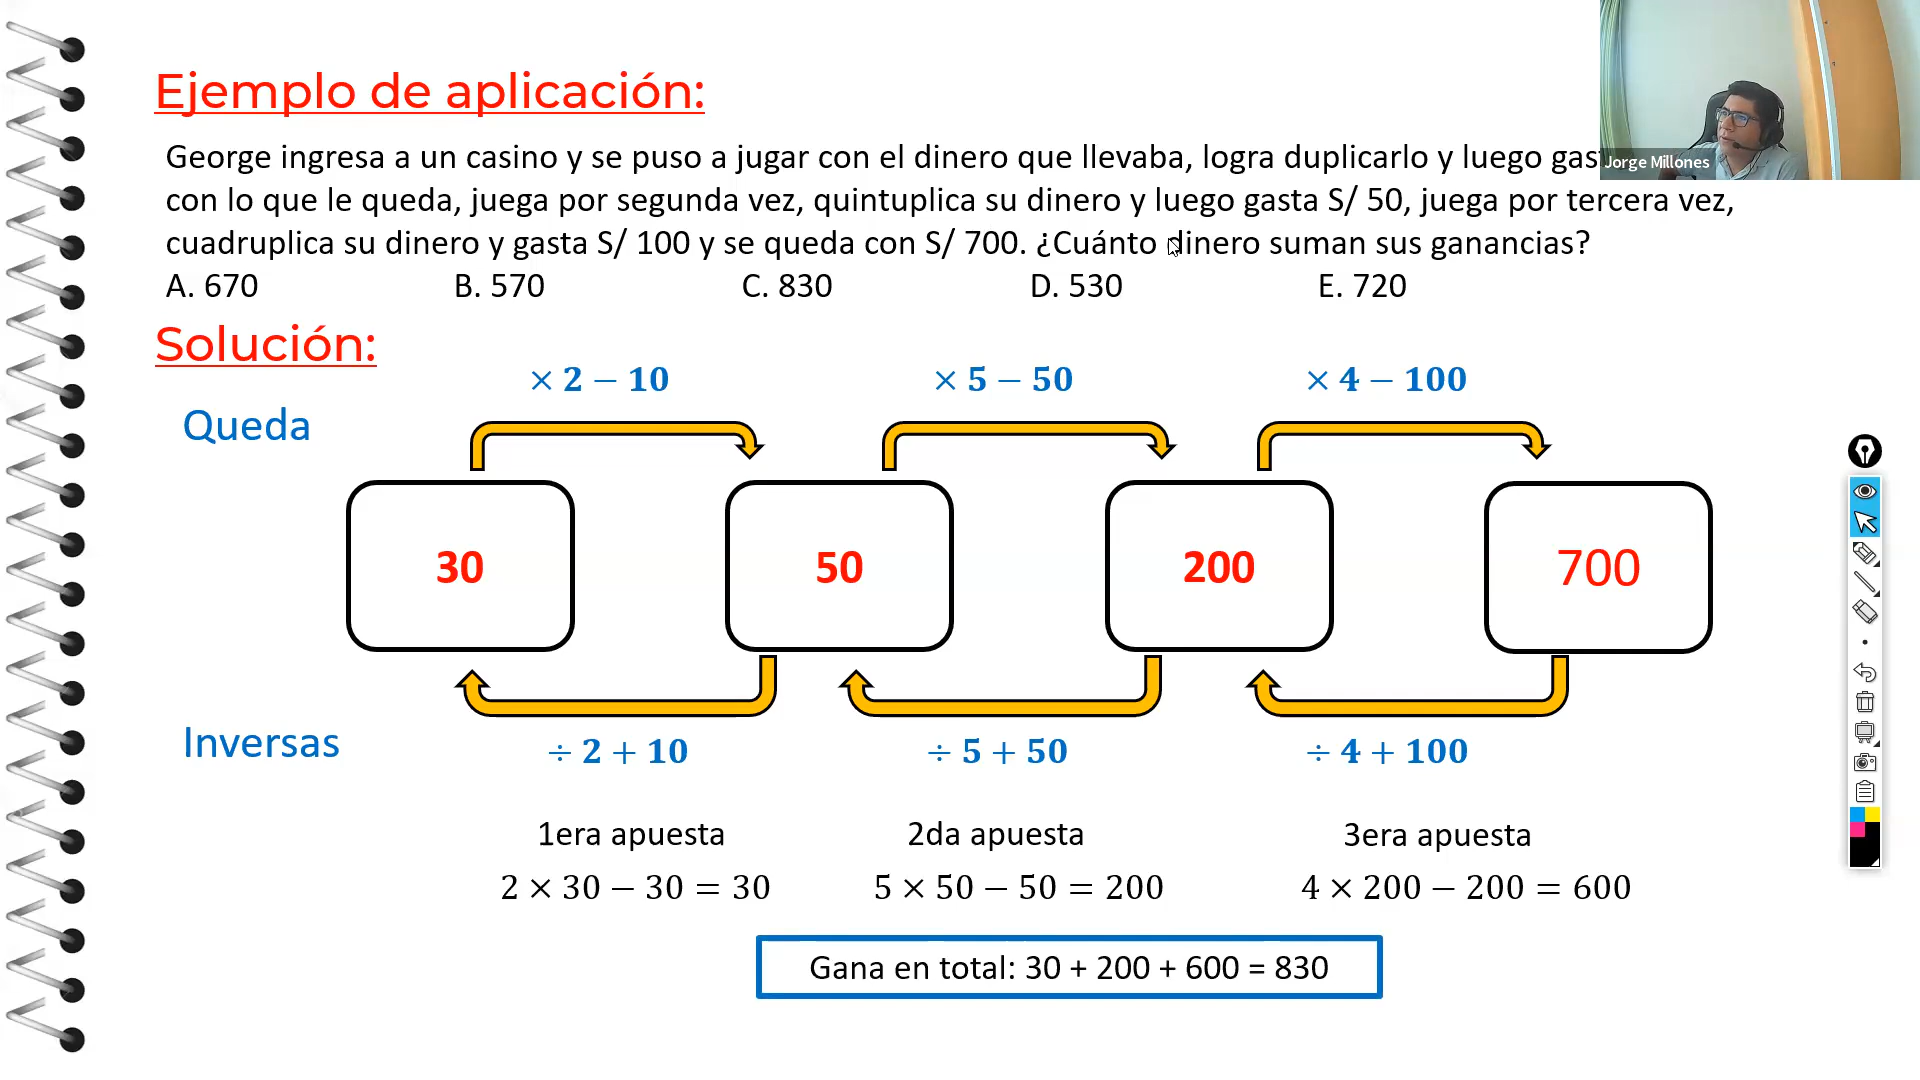 Ejemplo de aplicación:
George ingresa a un casino y se puso a jugar con el dinero que llevaba, logra duplicarlo y luego
Jorge Millones
con lo que le queda, juega por segunda vez, quintuplica su dinero y luego gasta S/ 50, juega por tercera vez,
cuadruplica su dinero y gasta S/ 100 y se queda con S/ 700. ¿Cuánto dinero suman sus ganancias?
A. 670 B. 570 C. 830 D. 530 E. 720
Solución:
× 2 − 10 × 5 − 50 × 4 − 100
Queda
30 50 200 700
Inversas ÷ 2 + 10 ÷ 5 + 50 ÷ 4 + 100
1era apuesta 2da apuesta 3era apuesta
2 × 30 − 30 = 30 5 × 50 − 50 = 200 4 × 200 − 200 = 600
Gana en total: 30 + 200 + 600 = 830